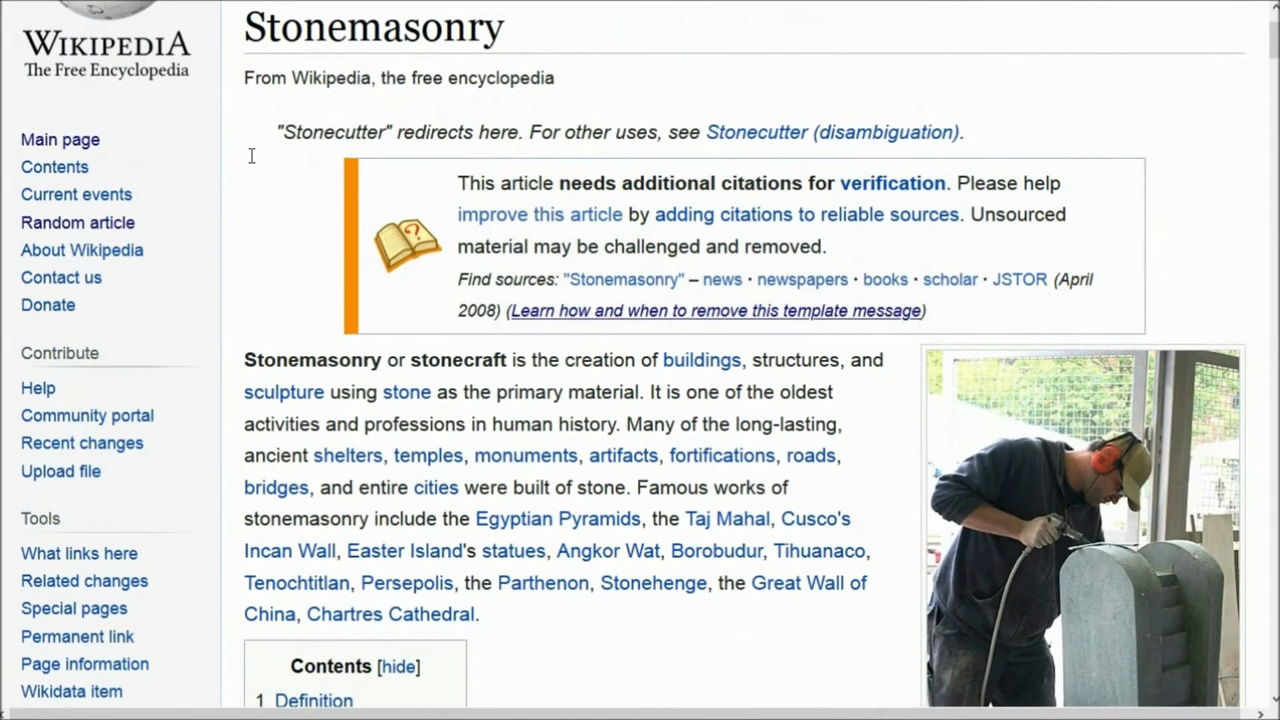 WIKIPEDIA
The Free Encyclopedia
Main page
Contents
Current events
Random article
About Wikipedia
Contact us
Donate
Contribute
Help
Community portal
Recent changes
Upload file
Tools
What links here
Related changes
Special pages
Permanent link
Page information
Wikidata item
Stonemasonry
From Wikipedia, the free encyclopedia
"Stonecutter" redirects here. For other uses, see Stonecutter (disambiguation).
This article needs additional citations for verification. Please help
improve this article by adding citations to reliable sources. Unsourced
material may be challenged and removed.
Find sources: "Stonemasonry" – news · newspapers · books · scholar · JSTOR (April
2008) (Learn how and when to remove this template message)
Stonemasonry or stonecraft is the creation of buildings, structures, and
sculpture using stone as the primary material. It is one of the oldest
activities and professions in human history. Many of the long-lasting,
ancient shelters, temples, monuments, artifacts, fortifications, roads,
bridges, and entire cities were built of stone. Famous works of
stonemasonry include the Egyptian Pyramids, the Taj Mahal, Cusco's
Incan Wall, Easter Island's statues, Angkor Wat, Borobudur, Tihuanaco,
Tenochtitlan, Persepolis, the Parthenon, Stonehenge, the Great Wall of
China, Chartres Cathedral.
Contents [hide]
1 Definition